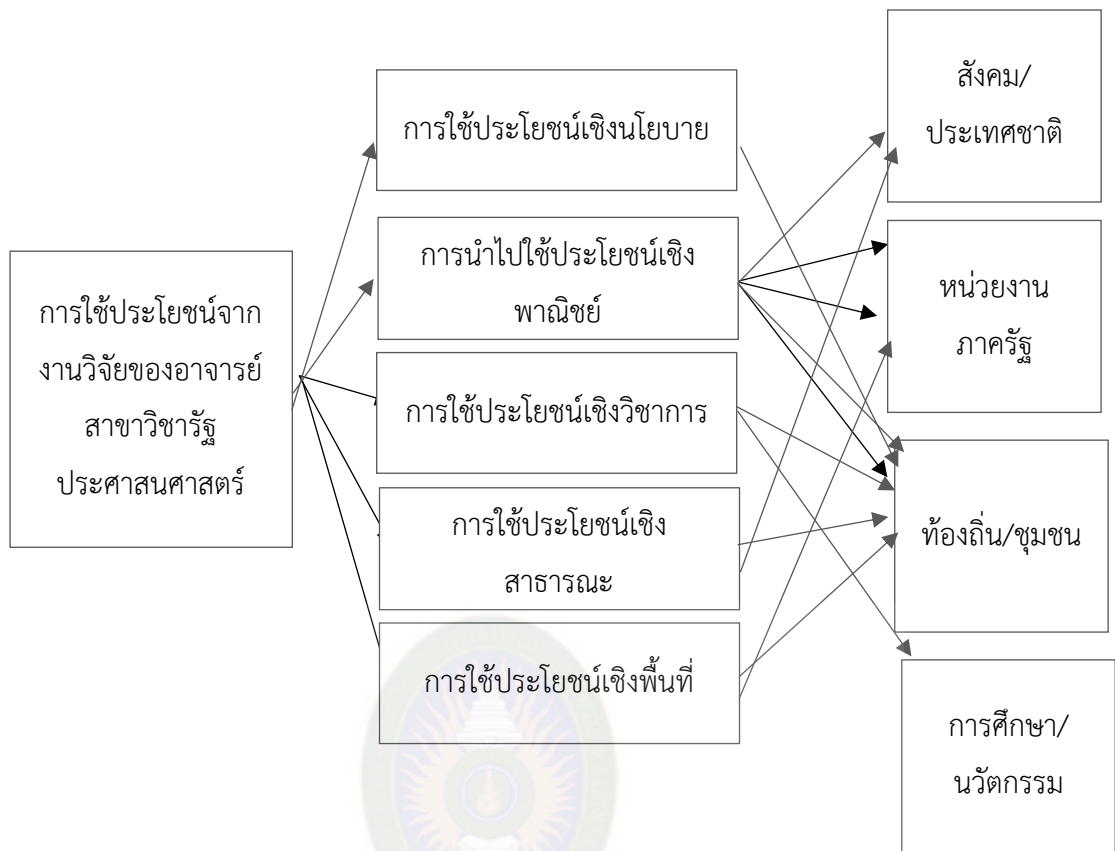 การใช้ประโยชน์จาก
งานวิจัยของอาจารย์
สาขาวิชารัฐ
ประศาสนศาสตร์
การใช้ประโยชน์เชิงนโยบาย
การนำไปใช้ประโยชน์เชิง
พาณิชย์
การใช้ประโยชน์เชิงวิชาการ
การใช้ประโยชน์เชิง
สาธารณะ
การใช้ประโยชน์เชิงพื้นที่
สังคม/
ประเทศชาติ
หน่วยงาน
ภาครัฐ
ท้องถิ่น/ชุมชน
การศึกษา/
นวัตกรรม